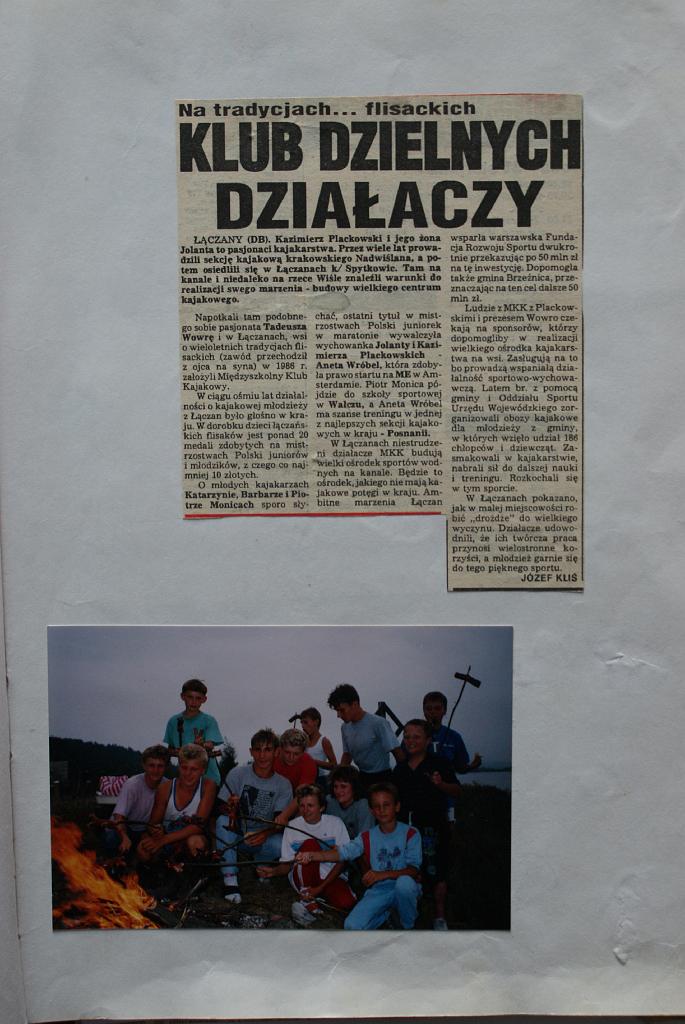 Na tradycjach... flisackich
KLUB DZIELNYCH
DZIAŁACZY
ŁĄCZANY (DB). Kazimierz Plackowski i jego żona
Jolanta to pasjonaci kajakarstwa. Przez wiele lat prowa-
dzili sekcję kajakową krakowskiego Nadwiślana, a po-
tem osiedlili się w Łączanach k/ Spytkowic. Tam na
kanale i niedaleko na rzece Wiśle znaleźli warunki do
realizacji swego marzenia - budowy wielkiego centrum
kajakowego.
Napotkali tam podobne-
go sobie pasjonata Tadeusza
Wowrę i w Łączanach, wsi
o wieloletnich tradycjach fli-
sackich (zawód przechodził
z ojca na syna) w 1986 r.
założyli Międzyszkolny Klub
Kajakowy.
W ciągu ośmiu lat działal-
ności o kajakowej młodzieży
z Łączan było głośno w kra-
ju. W dorobku dzieci łączańs-
kich flisaków jest ponad 20
medali zdobytych na mist-
rzostwach Polski juniorów
i młodzików, z czego co naj-
mniej 10 złotych.
O młodych kajakarzach
Katarzynie, Barbarze i Pio-
trze Monicach sporo sły-
chać, ostatni tytuł w mist-
rzostwach Polski juniorek
w maratonie wywalczyła
wychowanka Jolanty i Kazi-
mierza Plackowskich -
Aneta Wróbel, która zdoby-
ła prawo startu na ME w Am-
sterdamie. Piotr Monica pó-
jdzie do szkoły sportowej
w Wałczu, a Aneta Wróbel
ma szanse treningu w jednej
z najlepszych sekcji kajako-
wych w kraju - Posnanii.
W Łączanach niestrudze-
ni działacze MKK budują
wielki ośrodek sportów wod-
nych na kanale. Będzie to
ośrodek, jakiego nie mają ka-
jakowe potęgi w kraju. Am-
bitne marzenia Łączan
wsparła warszawska Funda-
cja Rozwoju Sportu dwukro-
tnie przekazując po 50 mln zł
na tę inwestycję. Dopomogła
także gmina Brzeźnica, prze-
znaczając na ten cel dalsze 50
mln zł.
Ludzie z MKK z Plackow-
skimi i prezesem Wowro cze-
kają na sponsorów, którzy
dopomogliby w realizacji
wielkiego ośrodka kajakars-
twa na wsi. Zasługują na to
bo prowadzą wspaniałą dzia-
łalność sportowo-wychowa-
wczą. Latem br. z pomocą
gminy i Oddziału Sportu
Urzędu Wojewódzkiego zor-
ganizowali obozy kajakowe
dla młodzieży z gminy,
w których wzięło udział 186
chłopców i dziewcząt. Za-
smakowali w kajakarstwie,
nabrali sił do dalszej nauki
i treningu. Rozkochali się
w tym sporcie.
W Łączanach pokazano,
jak w małej miejscowości ro-
bić „drożdże” do wielkiego
wyczynu. Działacze udowo-
dnili, że ich twórcza praca
przynosi wielostronne ko-
rzyści, a młodzież garnie się
do tego pięknego sportu.
JÓZEF KLIŚ